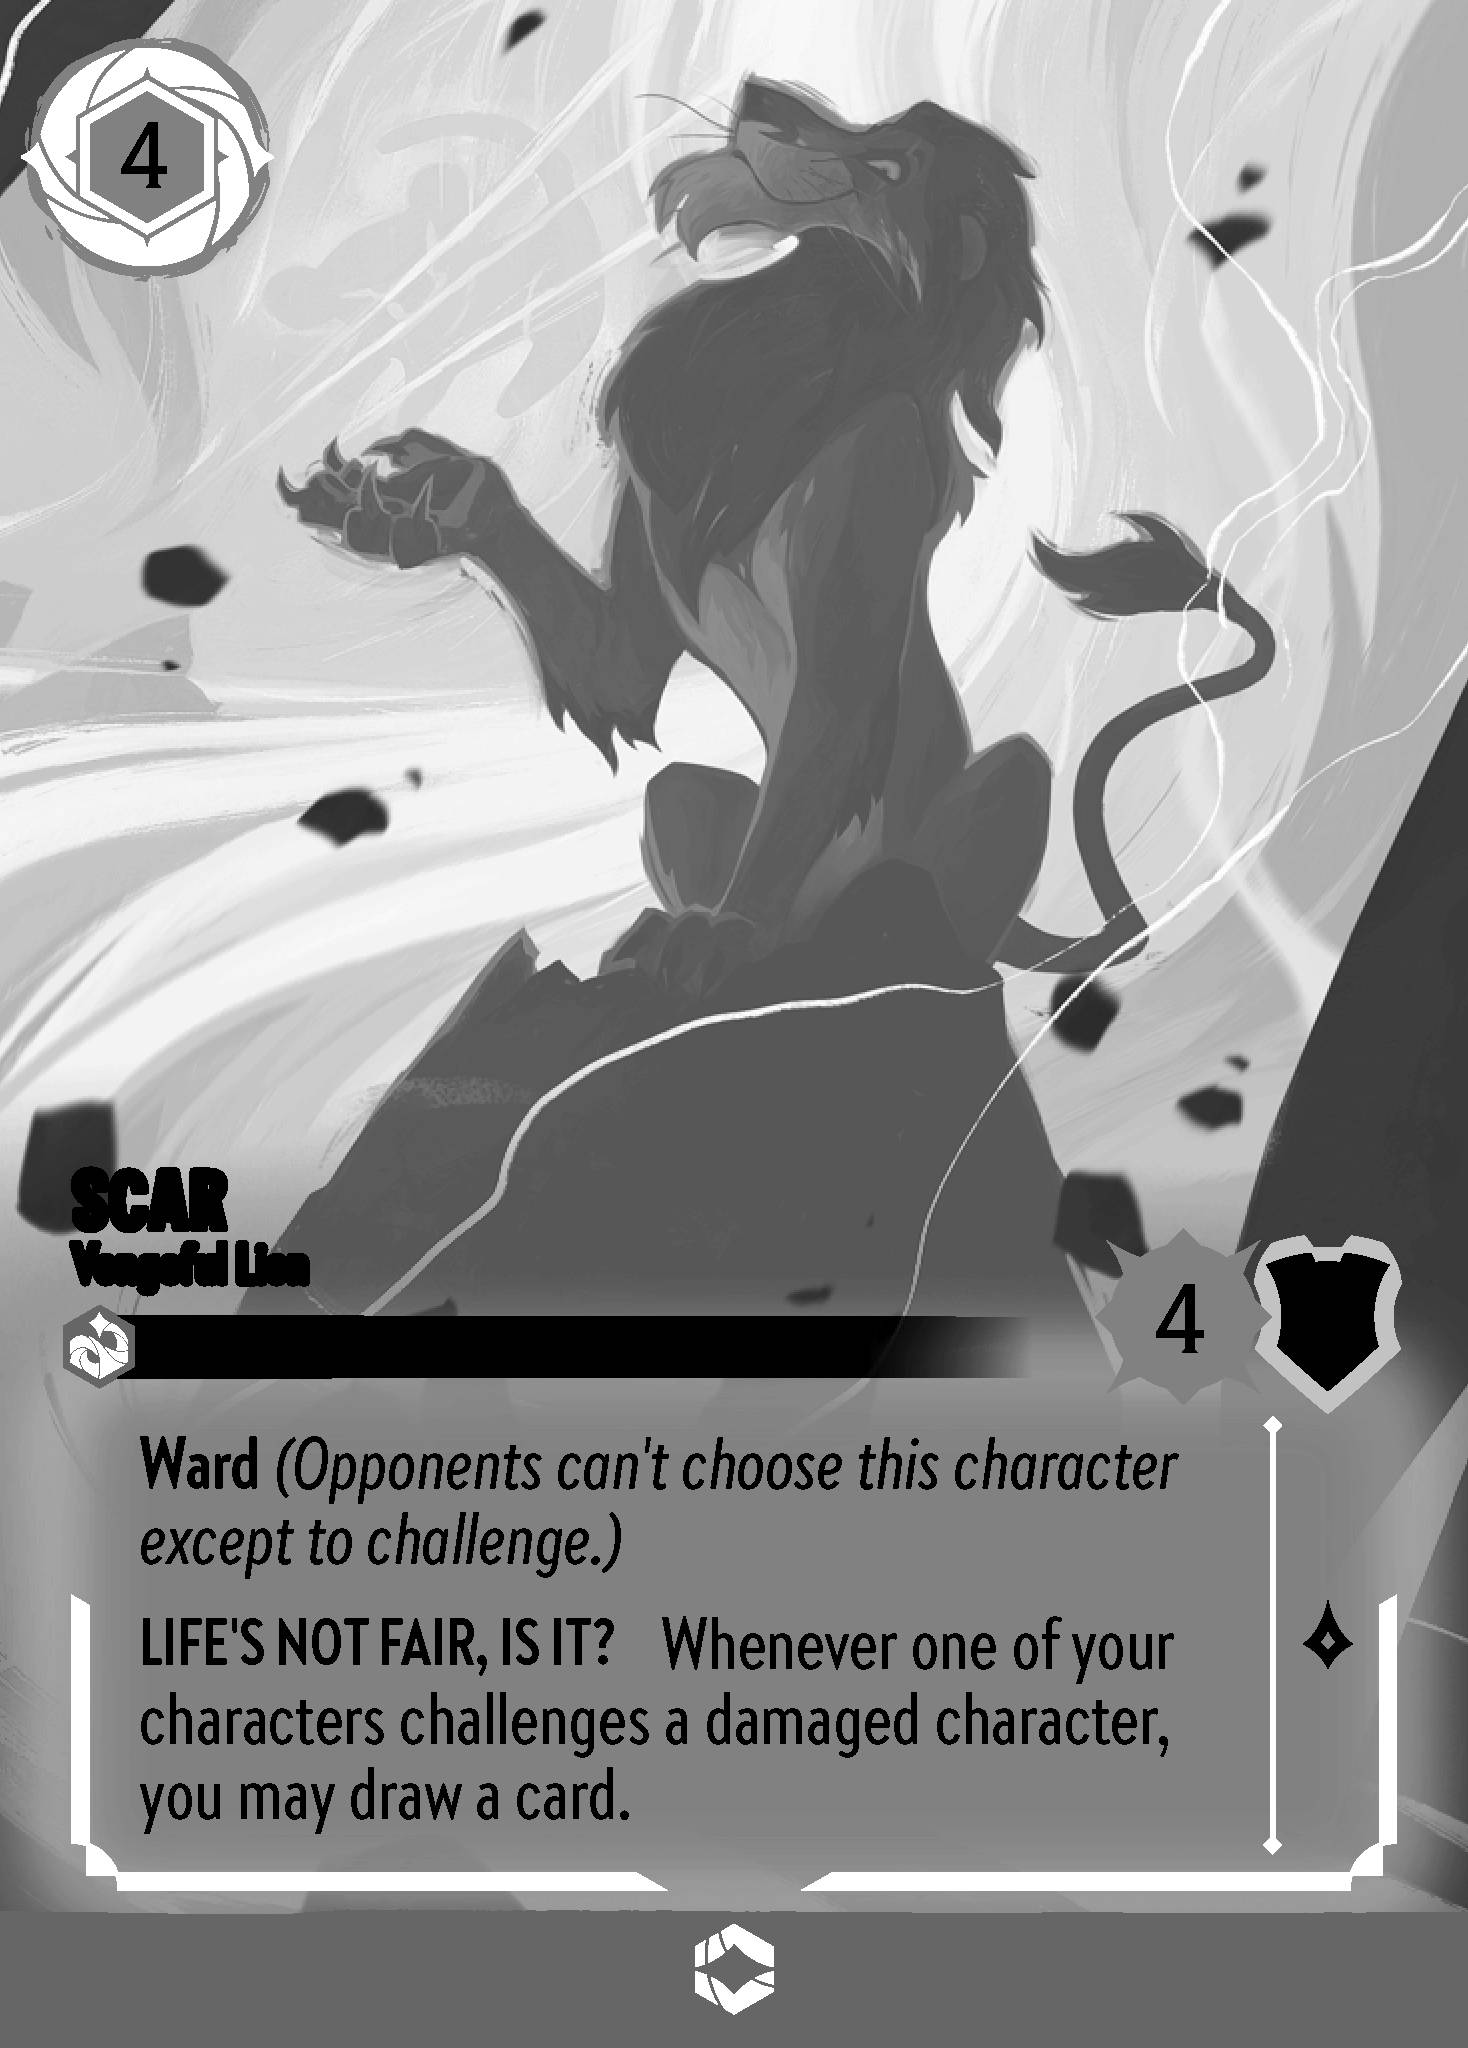 4
SCAR
Vengeful Lion
4
Ward (Opponents can't choose this character
except to challenge.)
LIFE'S NOT FAIR, IS IT? Whenever one of your
characters challenges a damaged character,
you may draw a card.